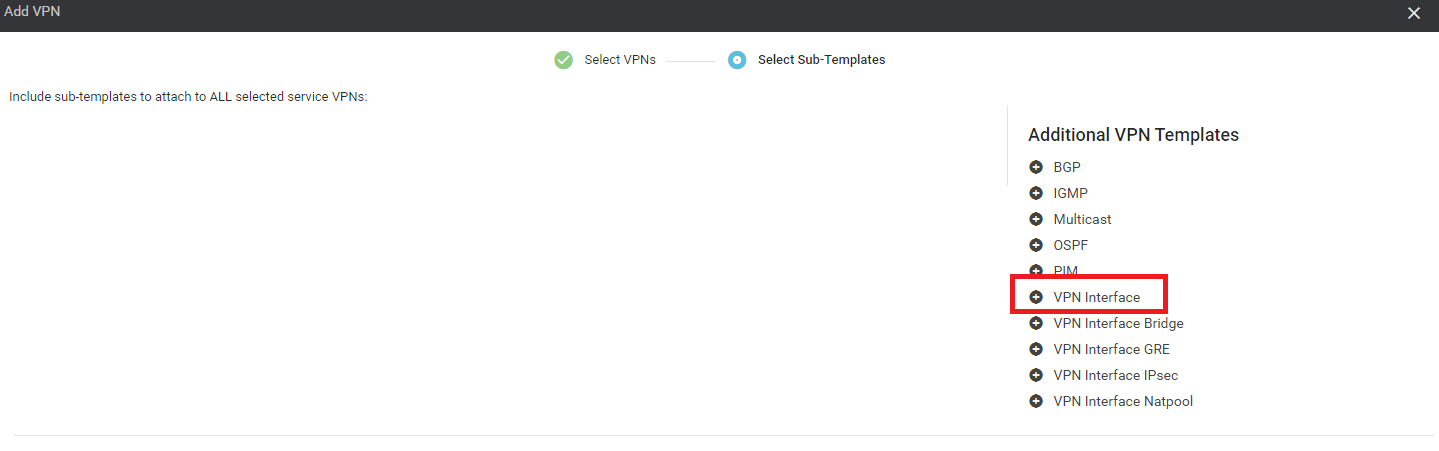 Add VPN
Select VPNs
Select Sub-Templates
Include sub-templates to attach to ALL selected service VPNs:
Additional VPN Templates
BGP
IGMP
Multicast
OSPF
PIM
VPN Interface
VPN Interface Bridge
VPN Interface GRE
VPN Interface IPsec
VPN Interface Natpool